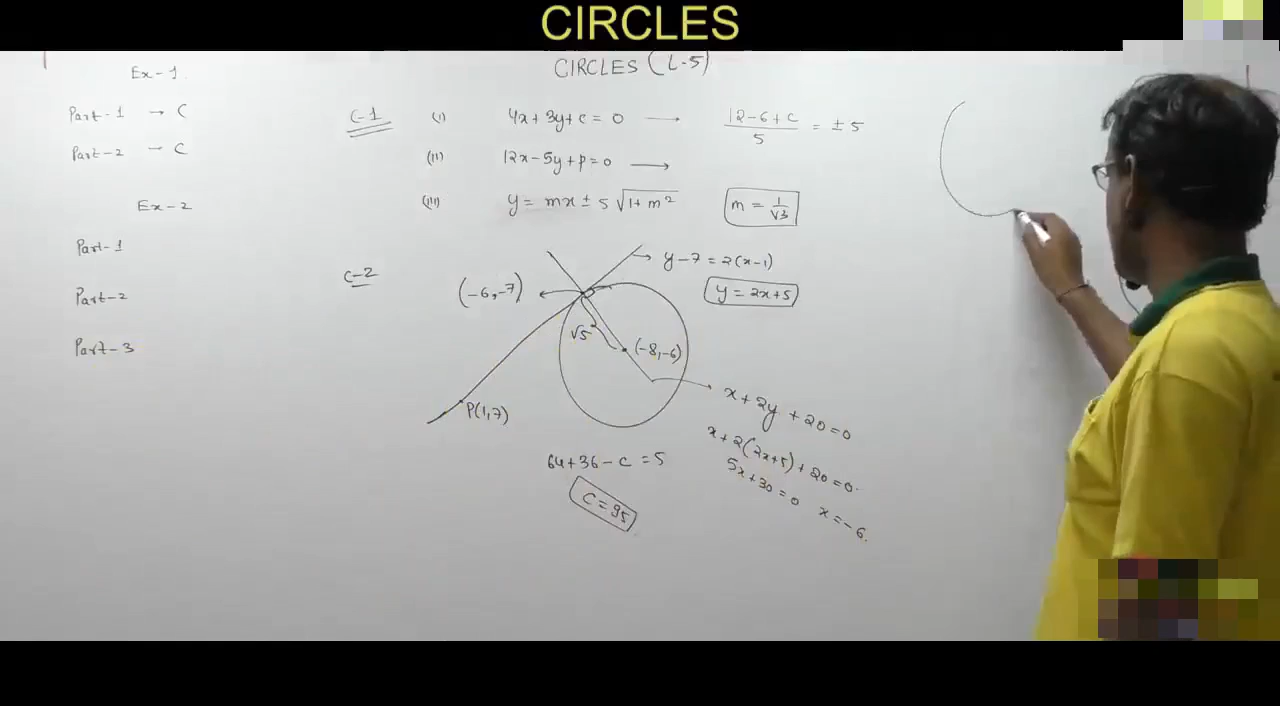 CIRCLES
CIRCLES (L-5)
Ex-1
Part-1 → C
Part-2 - C
Ex-2
Part-1
Part-2
Part-3
C-1
(i) 4x+3y+c=0 → (12-6+c)/5 = ±5
(ii) 12x-5y+p=0 →
(iii) y = mx ± 5 √(1+m²) m = 1/√3
C-2
(-6,-7)
y-7=2(x-1)
y = 2x+5
√5
(-8,-6)
P(1,7)
x+2y+20=0
x+2(2x+5)+20=0
5x+30=0 x=-6.
64+36-c=5
C=95